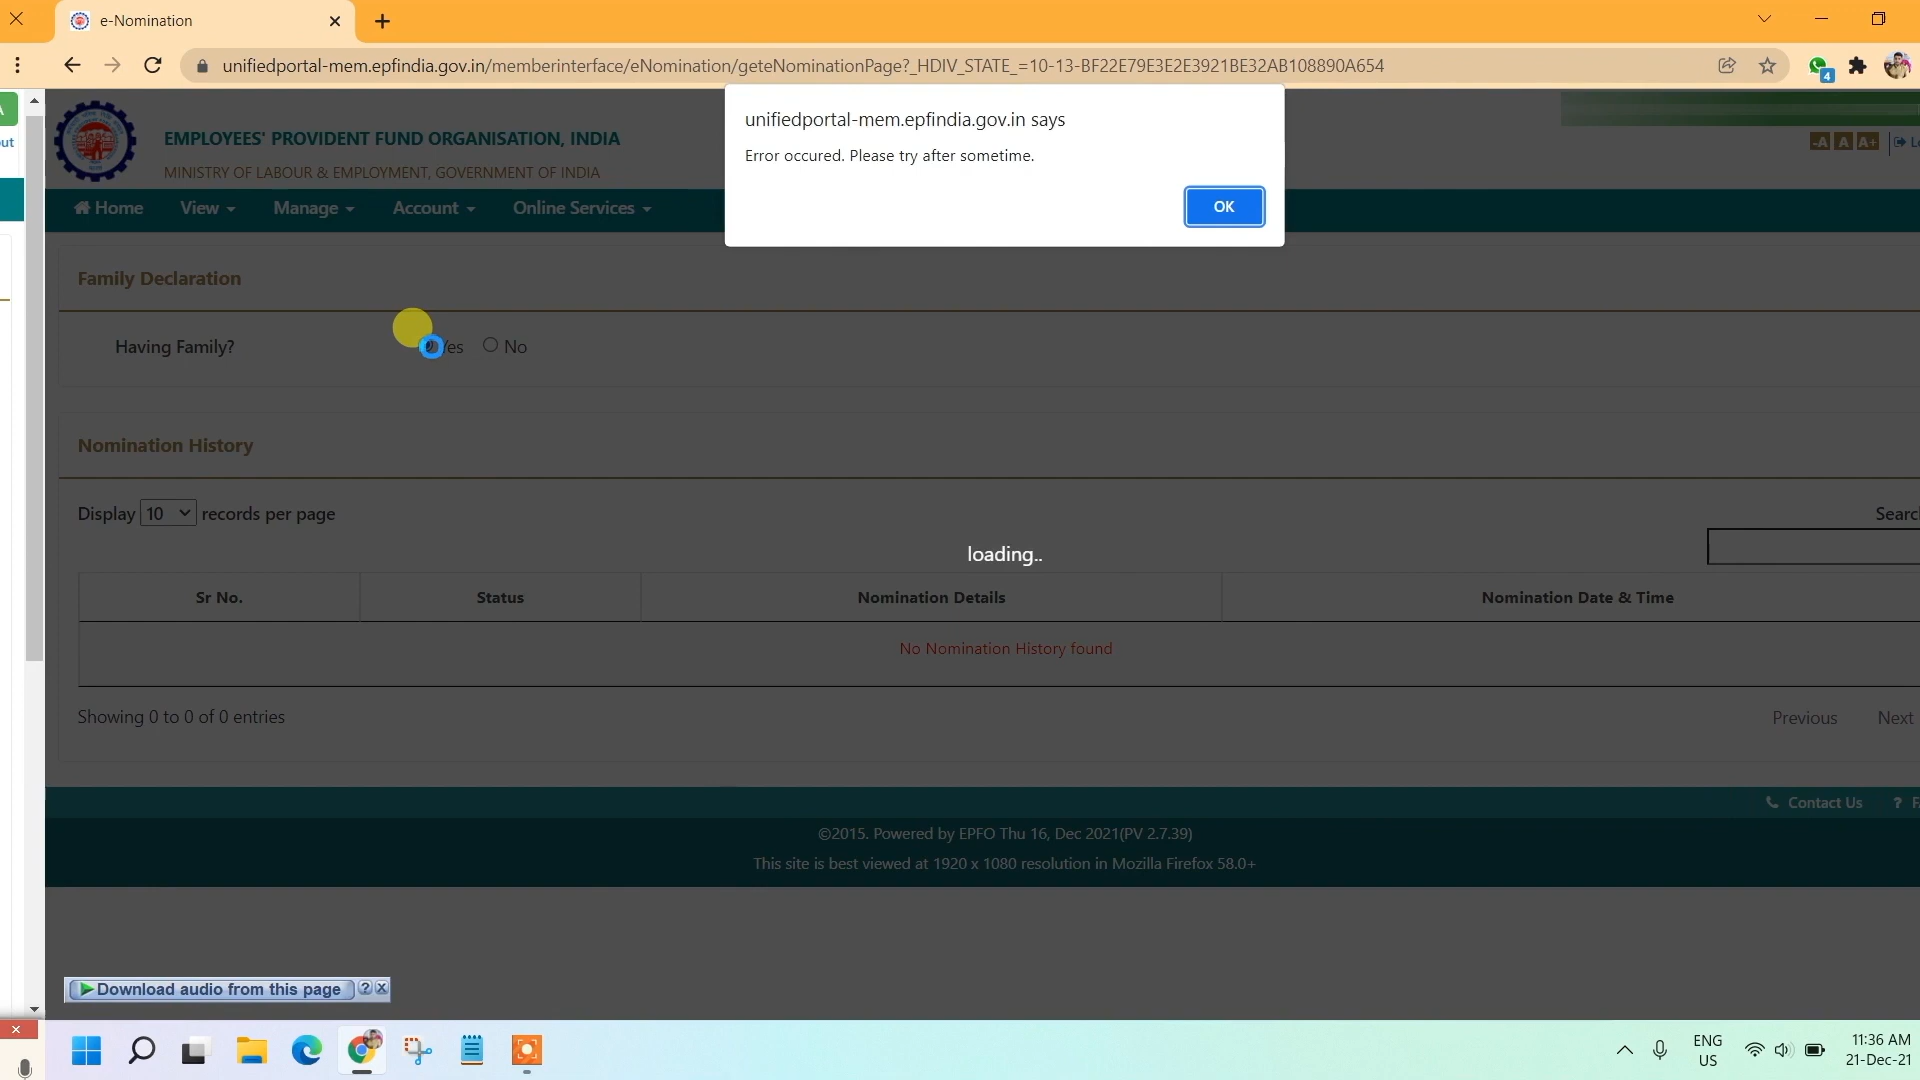 e-Nomination
unifiedportal-mem.epfindia.gov.in/memberinterface/eNomination/geteNominationPage?_HDIV_STATE_=10-13-BF22E79E3E2E3921BE32AB108890A654
4
unifiedportal-mem.epfindia.gov.in says
Error occured. Please try after sometime.
OK
EMPLOYEES' PROVIDENT FUND ORGANISATION, INDIA
MINISTRY OF LABOUR & EMPLOYMENT, GOVERNMENT OF INDIA
-A A A+
Home View Manage Account Online Services
Family Declaration
Having Family? Yes No
Nomination History
Display 10 records per page
Search
loading..
Sr No. Status Nomination Details Nomination Date & Time
No Nomination History found
Showing 0 to 0 of 0 entries
Previous Next
Contact Us ?
©2015. Powered by EPFO Thu 16, Dec 2021(PV 2.7.39)
This site is best viewed at 1920 x 1080 resolution in Mozilla Firefox 58.0+
Download audio from this page ?
ENG
US
11:36 AM
21-Dec-21